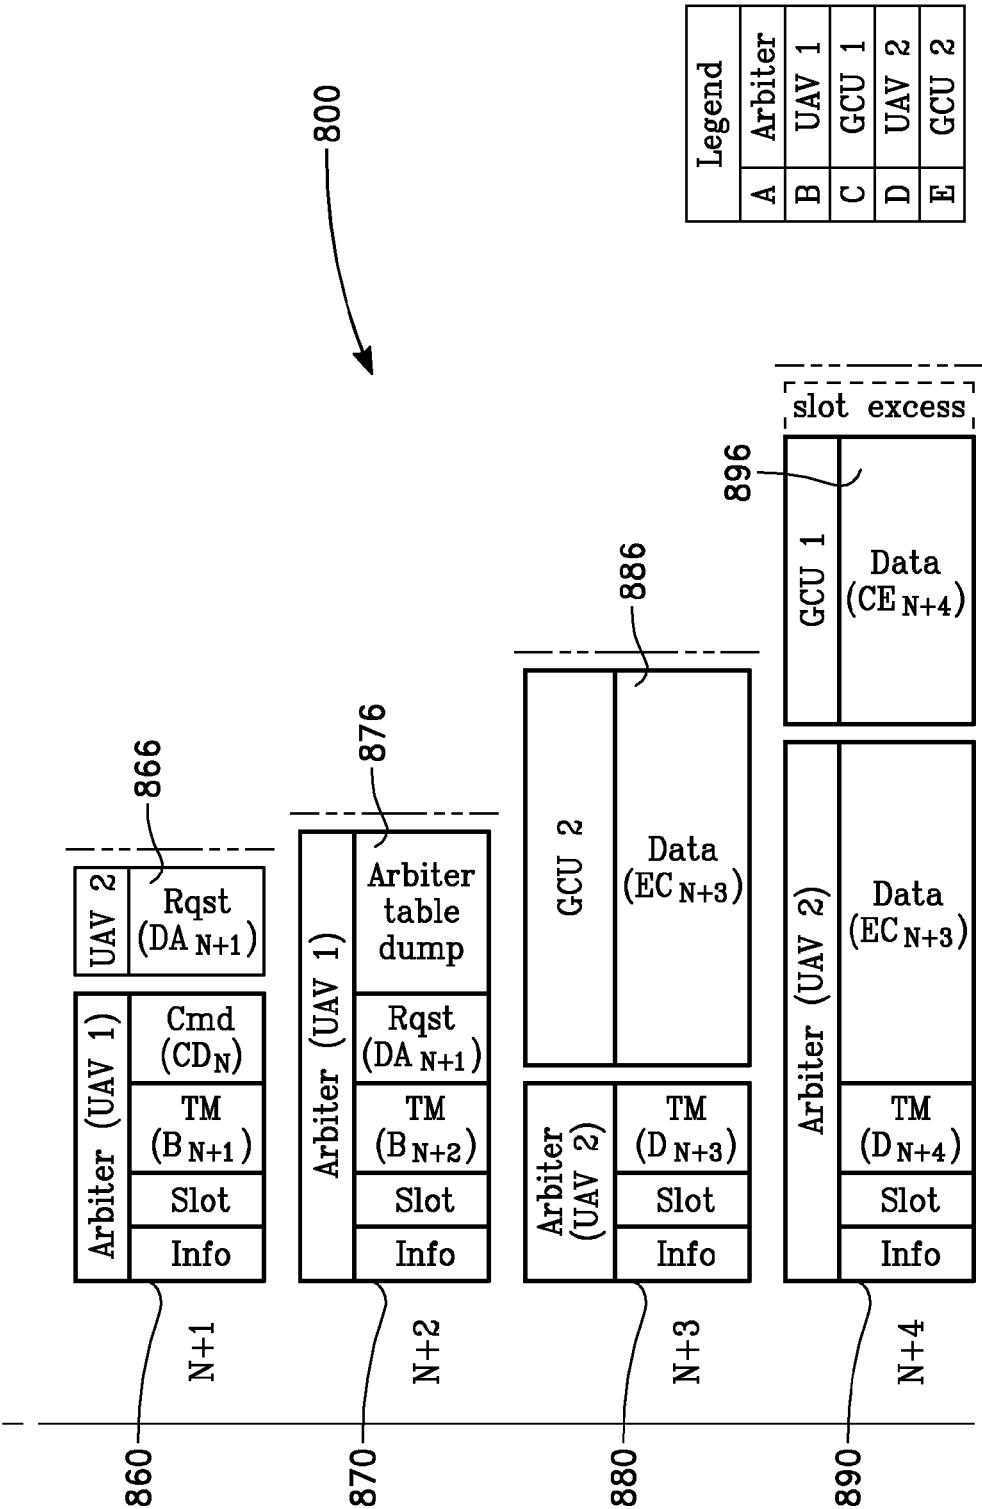 800
Legend
A Arbiter
B UAV 1
C GCU 1
D UAV 2
E GCU 2
860
N+1
Arbiter (UAV 1)
Info
Slot
TM
(B N+1)
Cmd
(CDN)
UAV 2
Rqst
(DA N+1)
866
870
N+2
Arbiter (UAV 1)
Info
Slot
TM
(B N+2)
Rqst
(DA N+1)
Arbiter
table
dump
876
880
N+3
Arbiter
(UAV 2)
Info
Slot
TM
(D N+3)
GCU 2
Data
(EC N+3)
886
890
N+4
Arbiter (UAV 2)
Info
Slot
TM
(D N+4)
Data
(EC N+3)
GCU 1
Data
(CE N+4)
896
slot excess